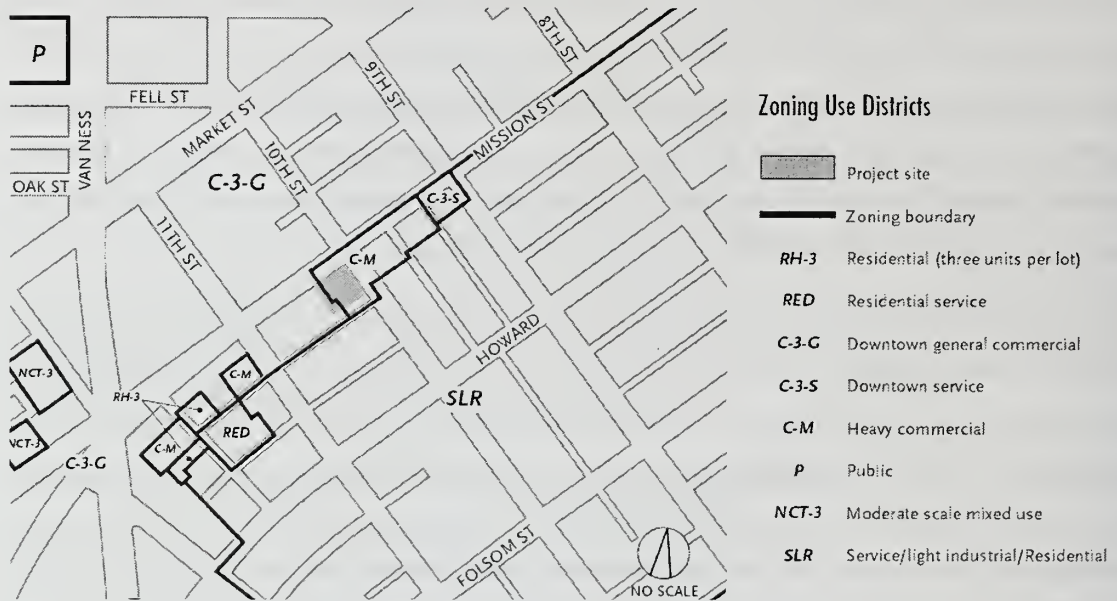 P
FELL ST
VAN NESS
OAK ST
MARKET ST
8TH ST
9TH ST
MISSION ST
10TH ST
C-3-G
C-3-S
11TH ST
C-M
HOWARD
NCT-3
C-M
RH-3
SLR
RED
NCT-3
C-M
C-3-G
FOLSOM ST
NO SCALE
Zoning Use Districts
Project site
Zoning boundary
RH-3 Residential (three units per lot)
RED Residential service
C-3-G Downtown general commercial
C-3-S Downtown service
C-M Heavy commercial
P Public
NCT-3 Moderate scale mixed use
SLR Service/light industrial/Residential